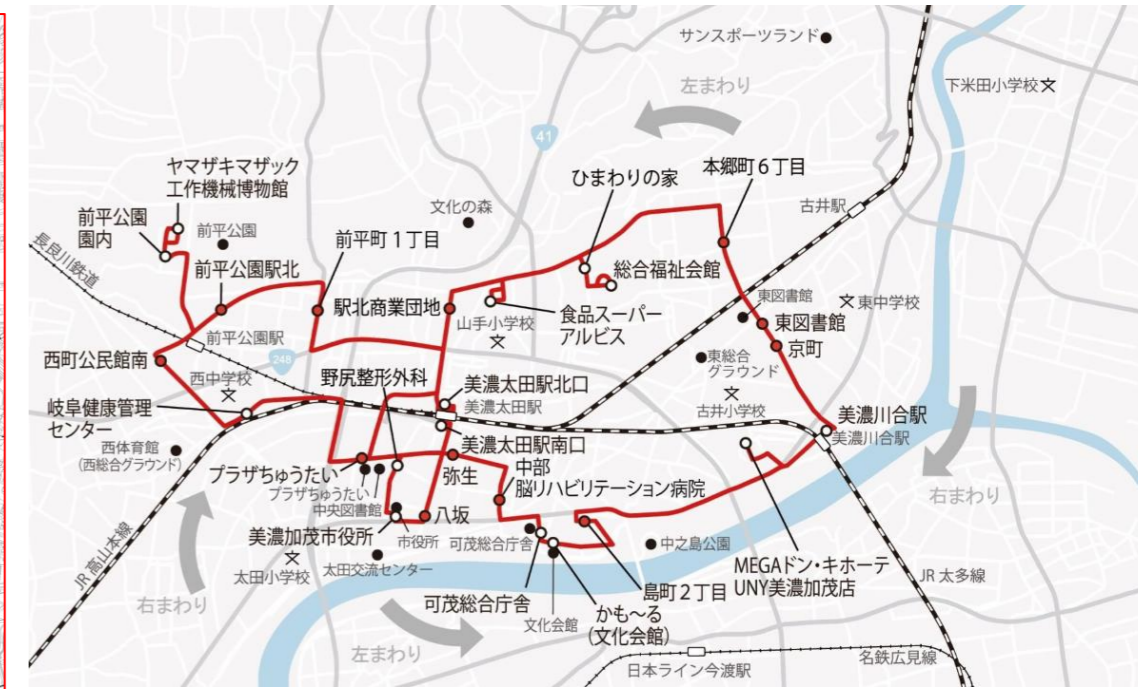 サンスポーツランド
左まわり
下米田小学校
41
ヤマザキマザック
工作機械博物館
ひまわりの家
本郷町6丁目
前平公園
園内
前平公園
文化の森
前平町1丁目
古井駅
長良川鉄道
前平公園駅北
駅北商業団地
総合福祉会館
山手小学校
食品スーパー
アルビス
東図書館
東中学校
東図書館
京町
前平公園駅
西町公民館南
248
西中学校
野尻整形外科
美濃太田駅北口
美濃太田駅
東総合
グラウンド
古井小学校
岐阜健康管理
センター
美濃太田駅南口
美濃川合駅
美濃川合駅
西体育館
(西総合グラウンド)
プラザちゅうたい
プラザちゅうたい
中央図書館
弥生
中部
脳リハビリテーション病院
右まわり
美濃加茂市役所
市役所
八坂
可茂総合庁舎
中之島公園
MEGAドン・キホーテ
UNY美濃加茂店
JR高山本線
太田小学校
太田交流センター
島町2丁目
JR太多線
右まわり
可茂総合庁舎
文化会館
かも~る
(文化会館)
左まわり
日本ライン今渡駅
名鉄広見線